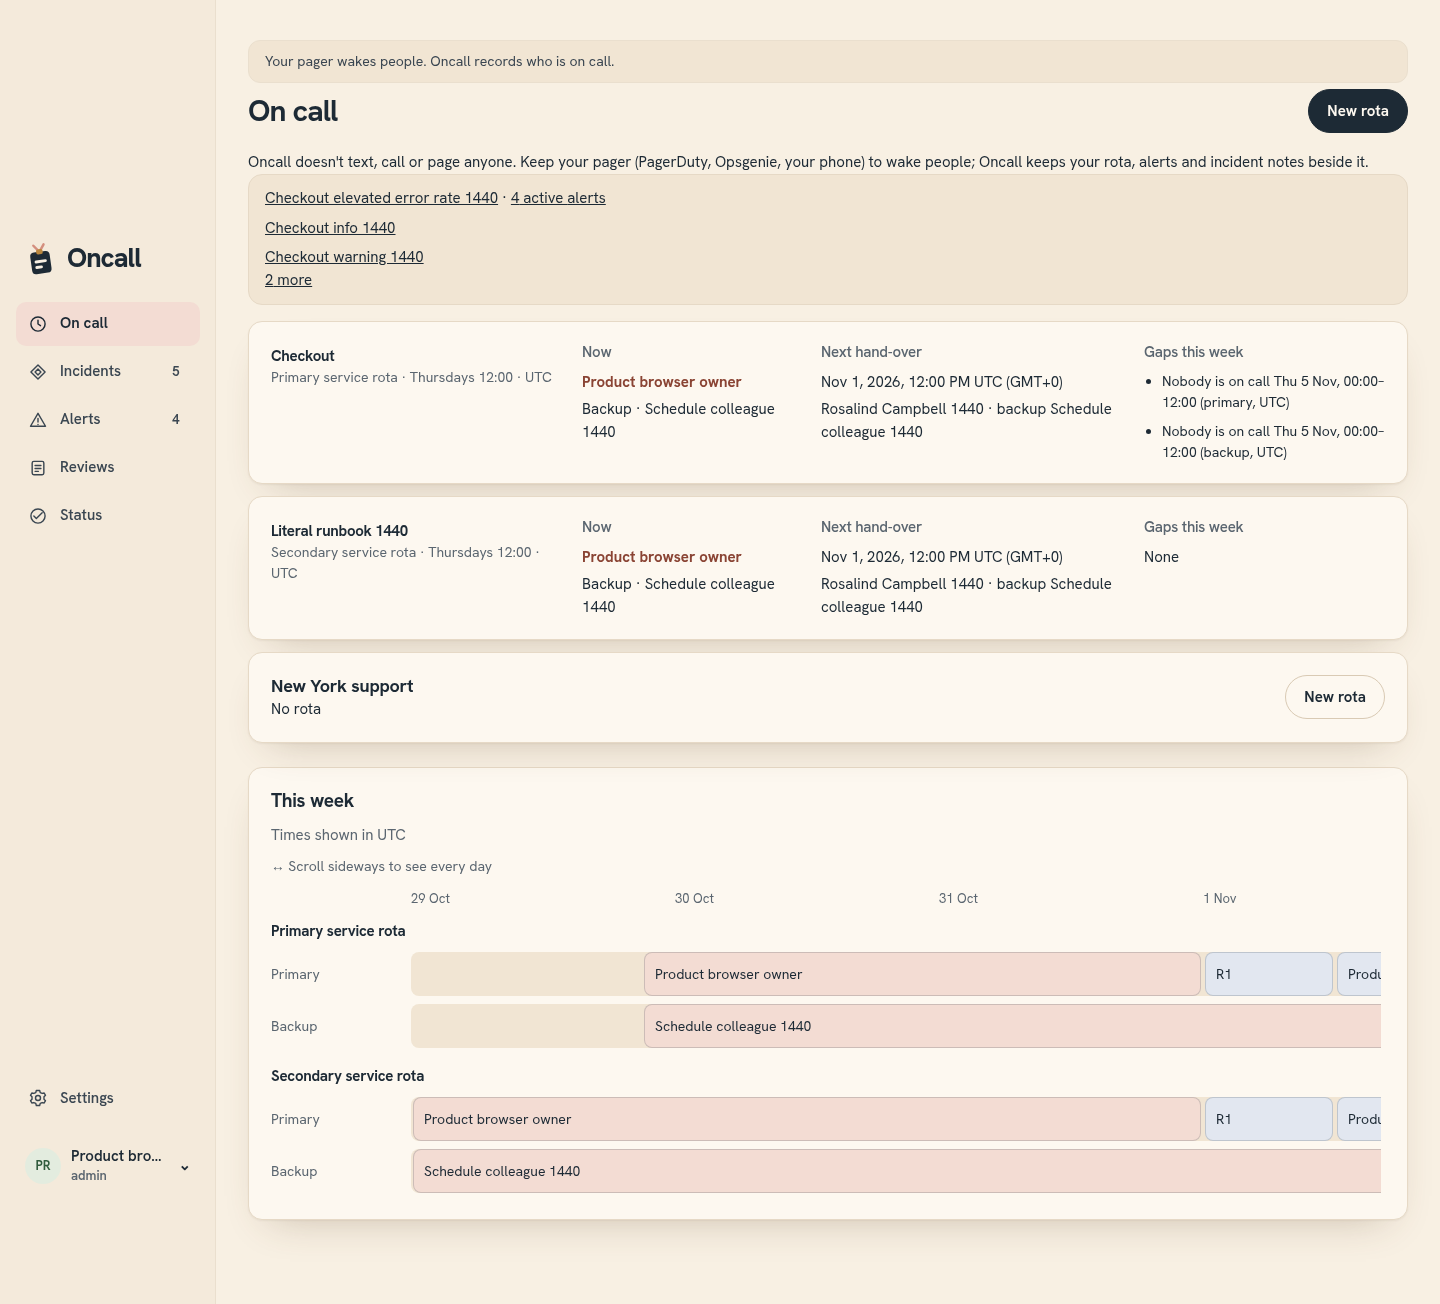 Your pager wakes people. Oncall records who is on call.
On call
New rota
Oncall doesn't text, call or page anyone. Keep your pager (PagerDuty, Opsgenie, your phone) to wake people; Oncall keeps your rota, alerts and incident notes beside it.
Checkout elevated error rate 1440 · 4 active alerts
Checkout info 1440
Checkout warning 1440
2 more
Oncall
On call
Incidents 5
Alerts 4
Reviews
Status
Settings
PR
Product bro...
admin
Checkout
Primary service rota · Thursdays 12:00 · UTC
Now
Product browser owner
Backup · Schedule colleague
1440
Next hand-over
Nov 1, 2026, 12:00 PM UTC (GMT+0)
Rosalind Campbell 1440 · backup Schedule
colleague 1440
Gaps this week
• Nobody is on call Thu 5 Nov, 00:00–
12:00 (primary, UTC)
• Nobody is on call Thu 5 Nov, 00:00–
12:00 (backup, UTC)
Literal runbook 1440
Secondary service rota · Thursdays 12:00 ·
UTC
Now
Product browser owner
Backup · Schedule colleague
1440
Next hand-over
Nov 1, 2026, 12:00 PM UTC (GMT+0)
Rosalind Campbell 1440 · backup Schedule
colleague 1440
Gaps this week
None
New York support
No rota
New rota
This week
Times shown in UTC
↔ Scroll sideways to see every day
29 Oct 30 Oct 31 Oct 1 Nov
Primary service rota
Primary Product browser owner R1 Produ
Backup Schedule colleague 1440
Secondary service rota
Primary Product browser owner R1 Produ
Backup Schedule colleague 1440